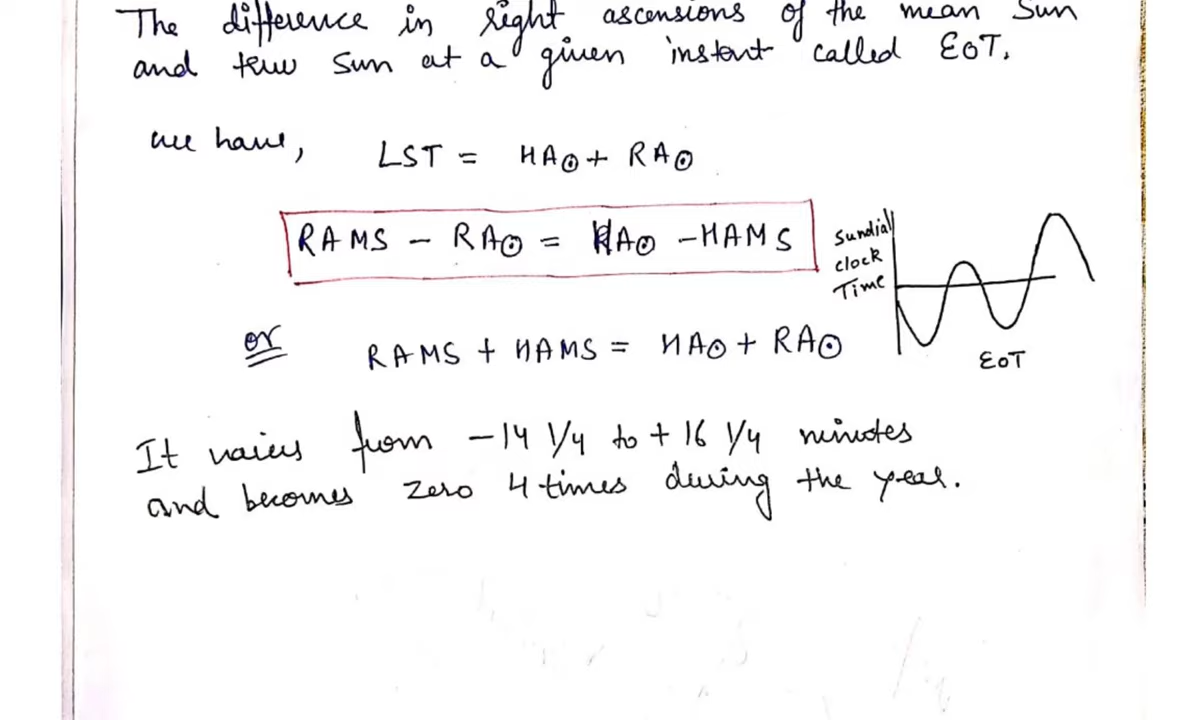 The difference in right ascensions of the mean Sun
and true Sun at a given instant called EOT.
we have,
LST = HA⊙ + RA⊙
RAMS - RA⊙ = HA⊙ - HAMS
Sundial
clock
Time
or
RAMS + HAMS = HA⊙ + RA⊙
EOT
It varies from -14 1/4 to + 16 1/4 minutes
and becomes zero 4 times during the year.